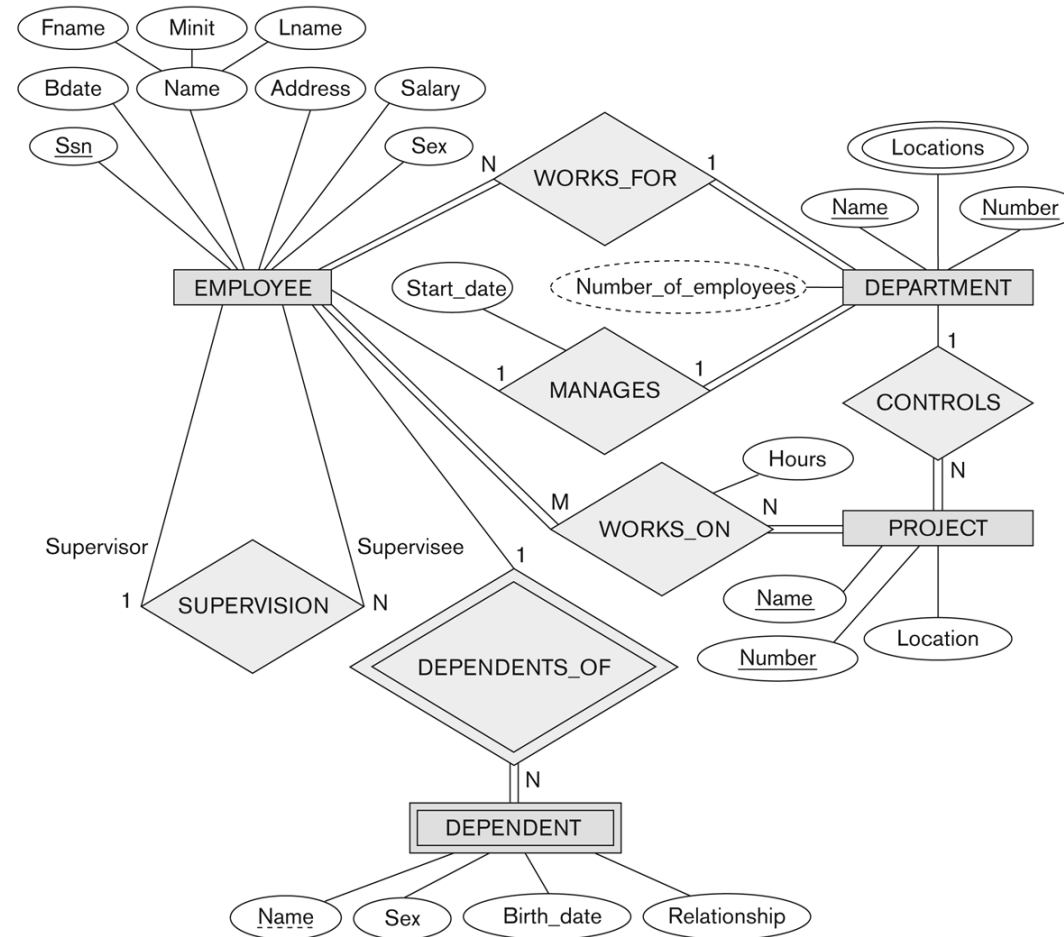 Fname
Minit
Lname
Bdate
Name
Address
Salary
Ssn
Sex
N
WORKS_FOR
1
Locations
Name
Number
EMPLOYEE
Start_date
Number_of_employees
DEPARTMENT
1
MANAGES
1
1
CONTROLS
N
Hours
M
WORKS_ON
N
PROJECT
Supervisor
Supervisee
1
1
SUPERVISION
N
Name
Number
Location
DEPENDENTS_OF
N
DEPENDENT
Name
Sex
Birth_date
Relationship